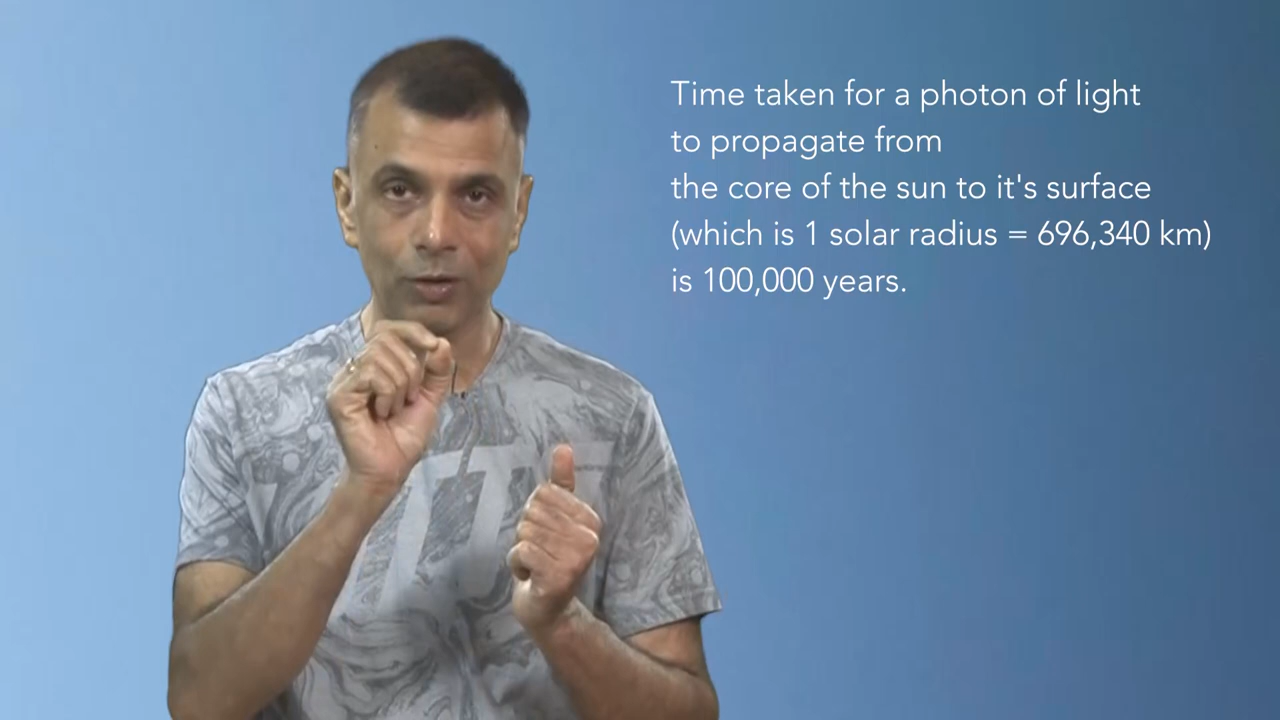 Time taken for a photon of light
to propagate from
the core of the sun to it's surface
(which is 1 solar radius = 696,340 km)
is 100,000 years.